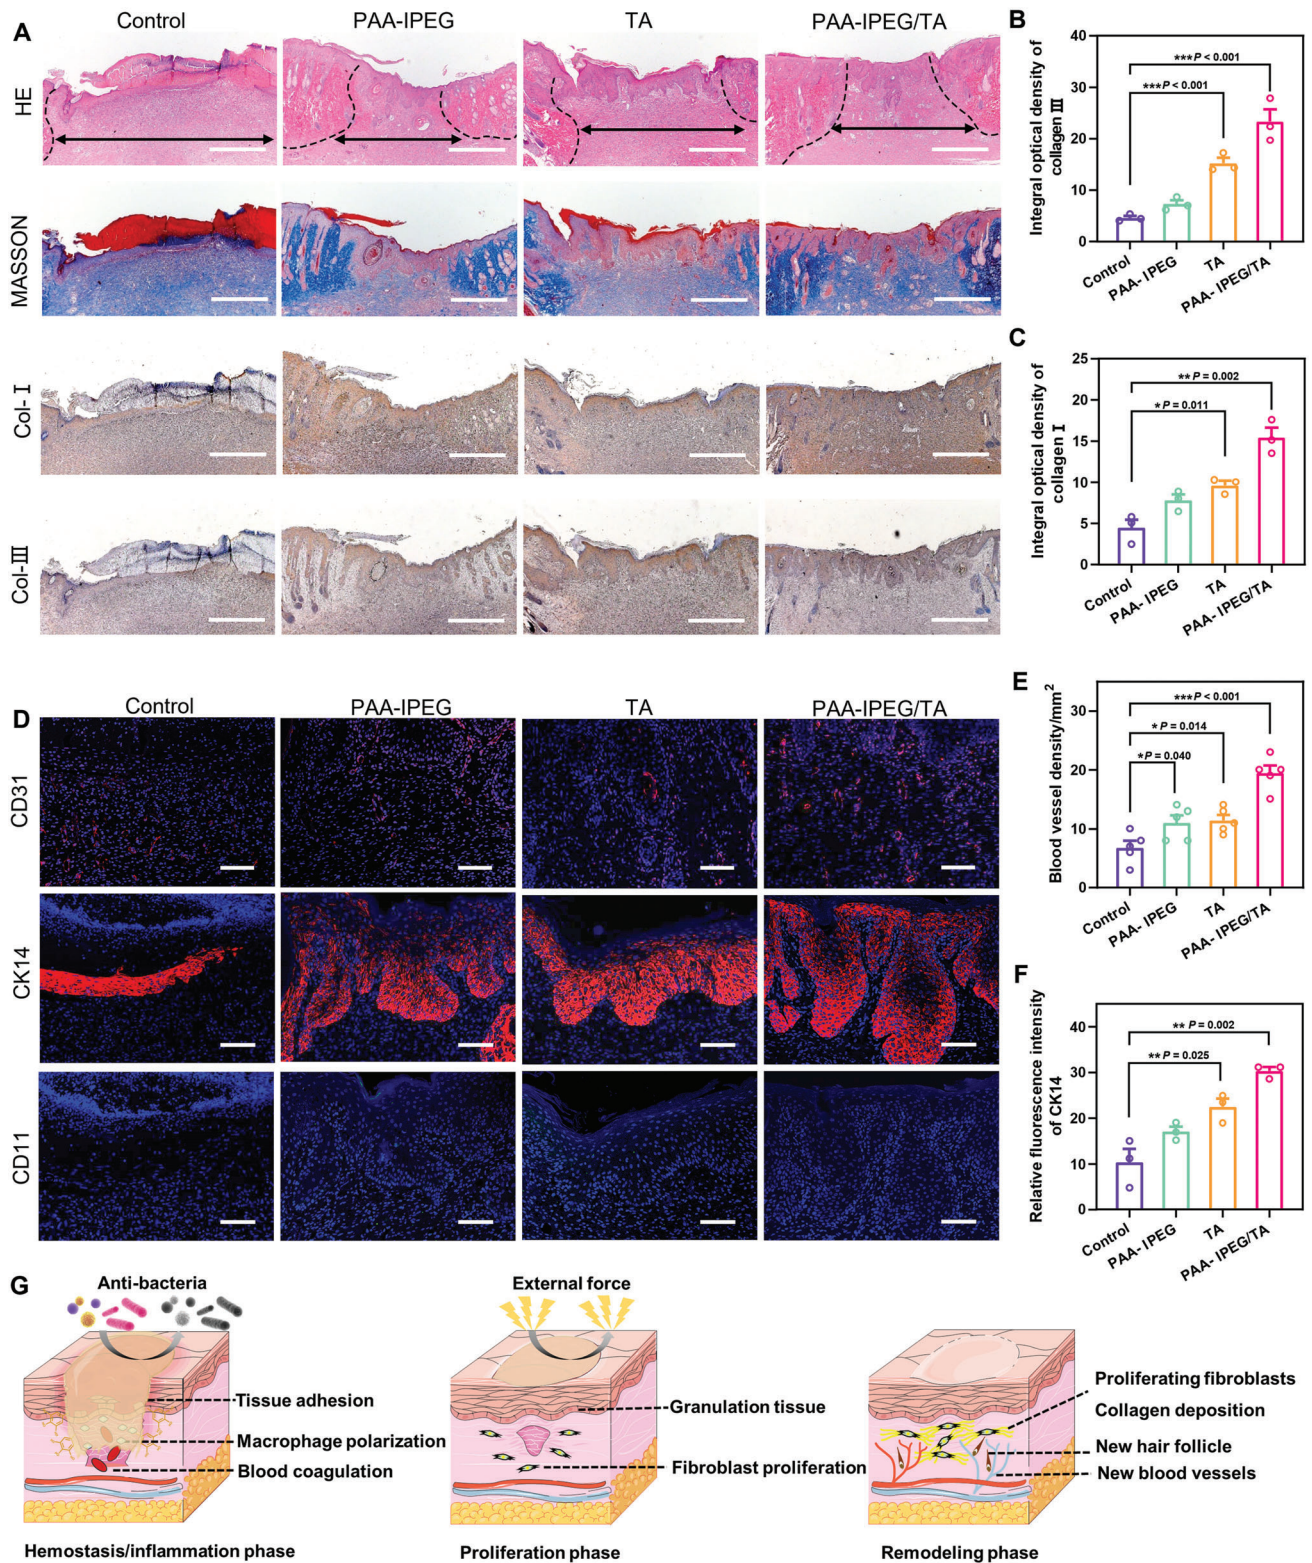 A
Control
PAA-IPEG
TA
PAA-IPEG/TA
HE
MASSON
Col-Ⅰ
Col-Ⅲ
B
Integral optical density of
collagen Ⅲ
40
30
20
10
0
***P < 0.001
***P < 0.001
Control
PAA- IPEG
TA
PAA- IPEG/TA
C
Integral optical density of
collagen Ⅰ
25
20
15
10
5
0
** P = 0.002
* P = 0.011
Control
PAA- IPEG
TA
PAA- IPEG/TA
D
Control
PAA-IPEG
TA
PAA-IPEG/TA
CD31
CK14
CD11
E
Blood vessel density/mm²
30
20
10
0
***P < 0.001
* P = 0.014
*P = 0.040
Control
PAA- IPEG
TA
PAA- IPEG/TA
F
Relative fluorescence intensity
of CK14
40
30
20
10
0
** P = 0.002
** P = 0.025
Control
PAA- IPEG
TA
PAA- IPEG/TA
G
Anti-bacteria
Tissue adhesion
Macrophage polarization
Blood coagulation
Hemostasis/inflammation phase
External force
Granulation tissue
Fibroblast proliferation
Proliferation phase
Proliferating fibroblasts
Collagen deposition
New hair follicle
New blood vessels
Remodeling phase